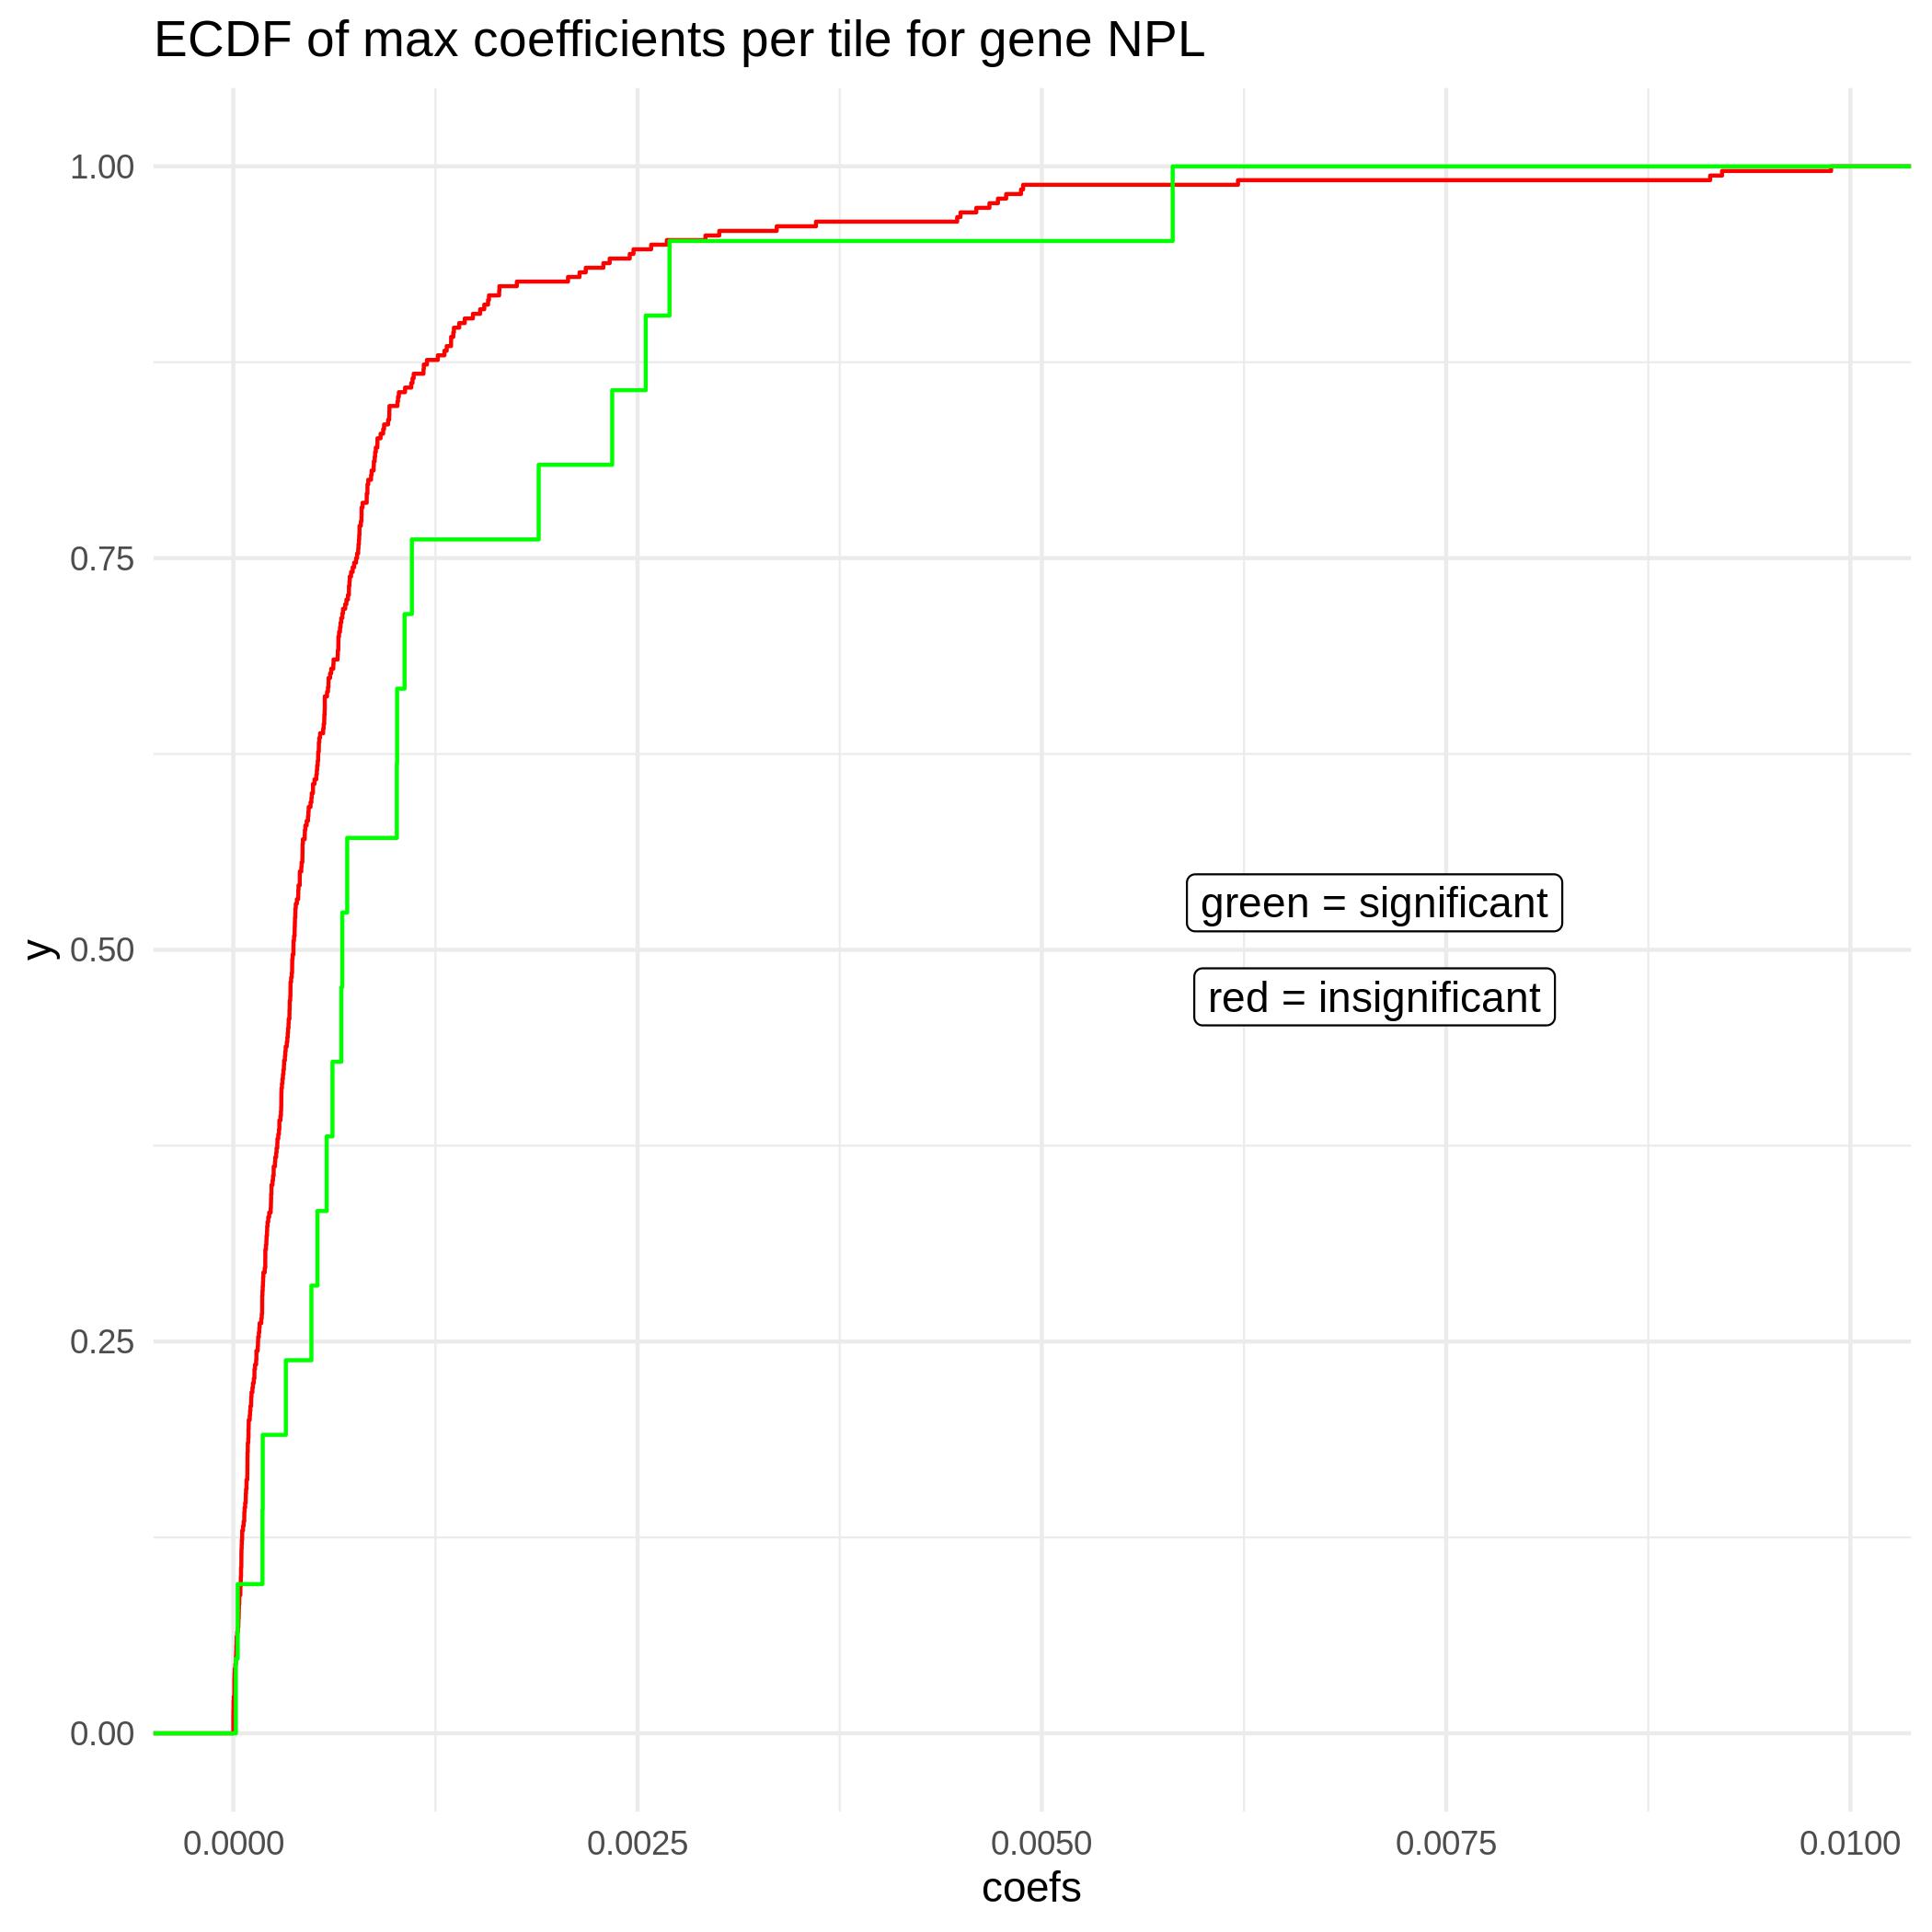 ECDF of max coefficients per tile for gene NPL
1.00
0.75
0.50
0.25
0.00
y
green = significant
red = insignificant
0.0000 0.0025 0.0050 0.0075 0.0100
coefs